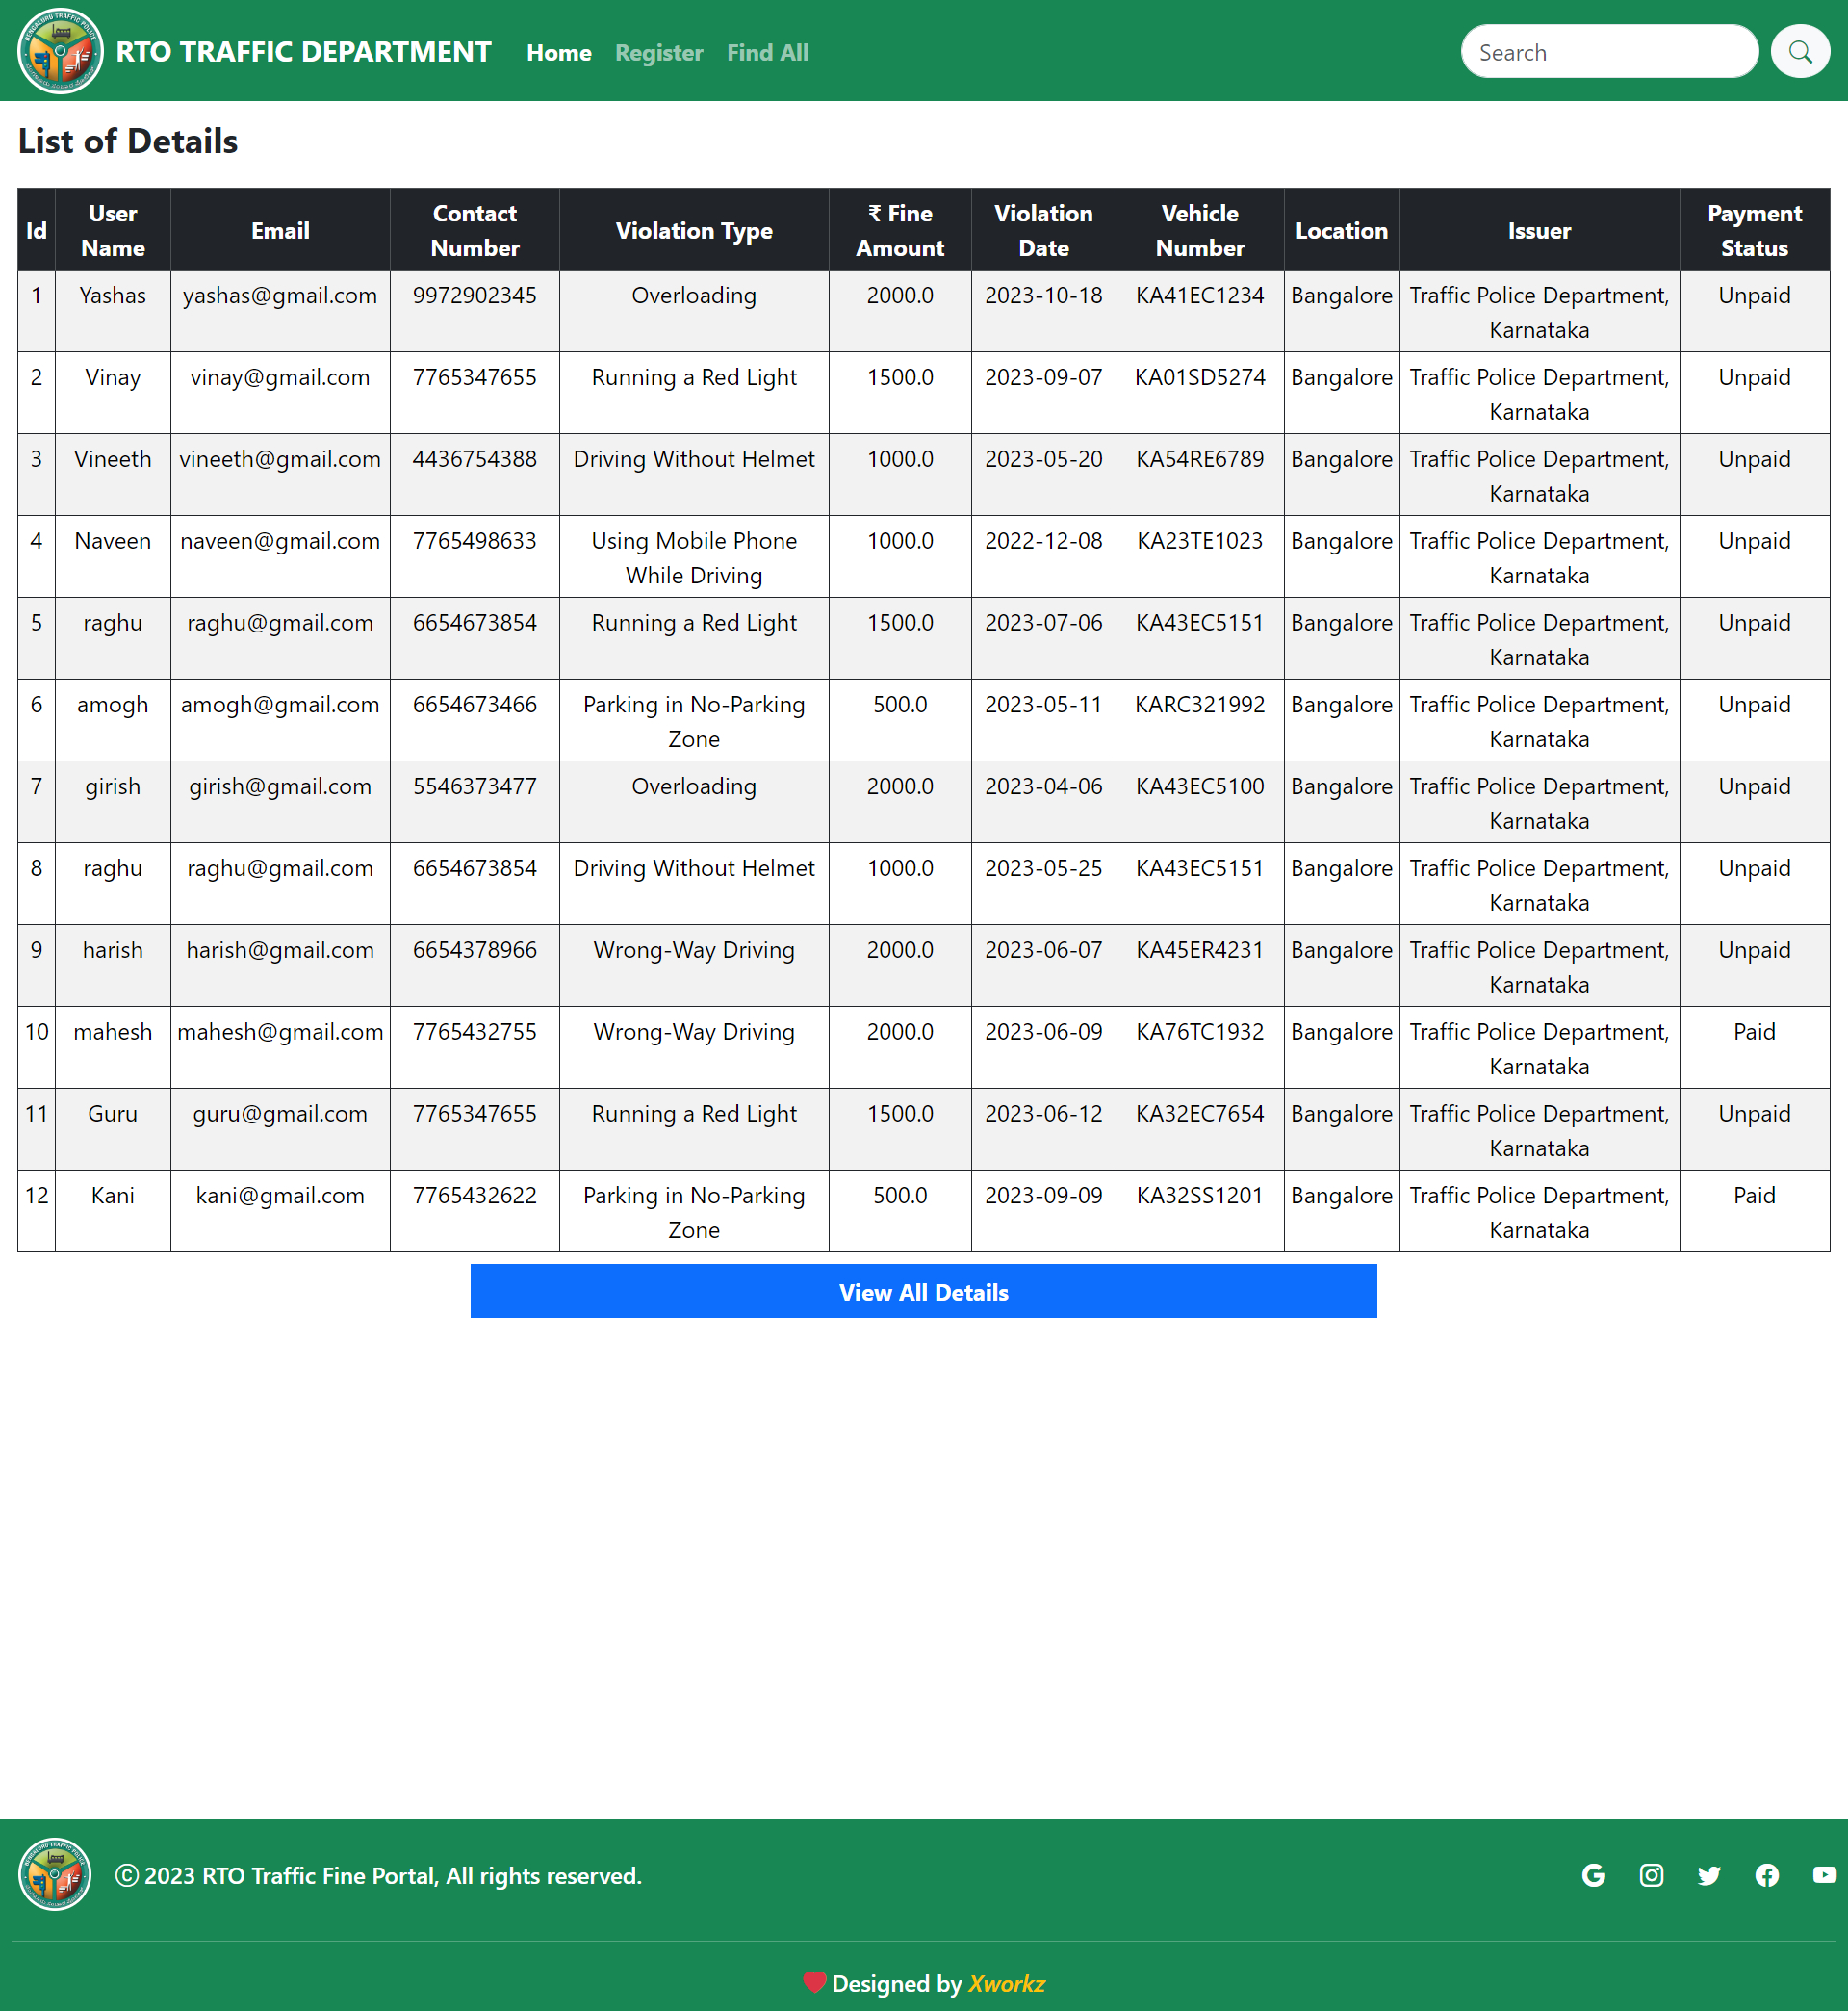 RTO TRAFFIC DEPARTMENT Home Register Find All Search
List of Details
Id User Name Email Contact Number Violation Type ₹ Fine Amount Violation Date Vehicle Number Location Issuer Payment Status
1 Yashas yashas@gmail.com 9972902345 Overloading 2000.0 2023-10-18 KA41EC1234 Bangalore Traffic Police Department, Karnataka Unpaid
2 Vinay vinay@gmail.com 7765347655 Running a Red Light 1500.0 2023-09-07 KA01SD5274 Bangalore Traffic Police Department, Karnataka Unpaid
3 Vineeth vineeth@gmail.com 4436754388 Driving Without Helmet 1000.0 2023-05-20 KA54RE6789 Bangalore Traffic Police Department, Karnataka Unpaid
4 Naveen naveen@gmail.com 7765498633 Using Mobile Phone While Driving 1000.0 2022-12-08 KA23TE1023 Bangalore Traffic Police Department, Karnataka Unpaid
5 raghu raghu@gmail.com 6654673854 Running a Red Light 1500.0 2023-07-06 KA43EC5151 Bangalore Traffic Police Department, Karnataka Unpaid
6 amogh amogh@gmail.com 6654673466 Parking in No-Parking Zone 500.0 2023-05-11 KARC321992 Bangalore Traffic Police Department, Karnataka Unpaid
7 girish girish@gmail.com 5546373477 Overloading 2000.0 2023-04-06 KA43EC5100 Bangalore Traffic Police Department, Karnataka Unpaid
8 raghu raghu@gmail.com 6654673854 Driving Without Helmet 1000.0 2023-05-25 KA43EC5151 Bangalore Traffic Police Department, Karnataka Unpaid
9 harish harish@gmail.com 6654378966 Wrong-Way Driving 2000.0 2023-06-07 KA45ER4231 Bangalore Traffic Police Department, Karnataka Unpaid
10 mahesh mahesh@gmail.com 7765432755 Wrong-Way Driving 2000.0 2023-06-09 KA76TC1932 Bangalore Traffic Police Department, Karnataka Paid
11 Guru guru@gmail.com 7765347655 Running a Red Light 1500.0 2023-06-12 KA32EC7654 Bangalore Traffic Police Department, Karnataka Unpaid
12 Kani kani@gmail.com 7765432622 Parking in No-Parking Zone 500.0 2023-09-09 KA32SS1201 Bangalore Traffic Police Department, Karnataka Paid
View All Details
© 2023 RTO Traffic Fine Portal, All rights reserved.
Designed by Xworkz